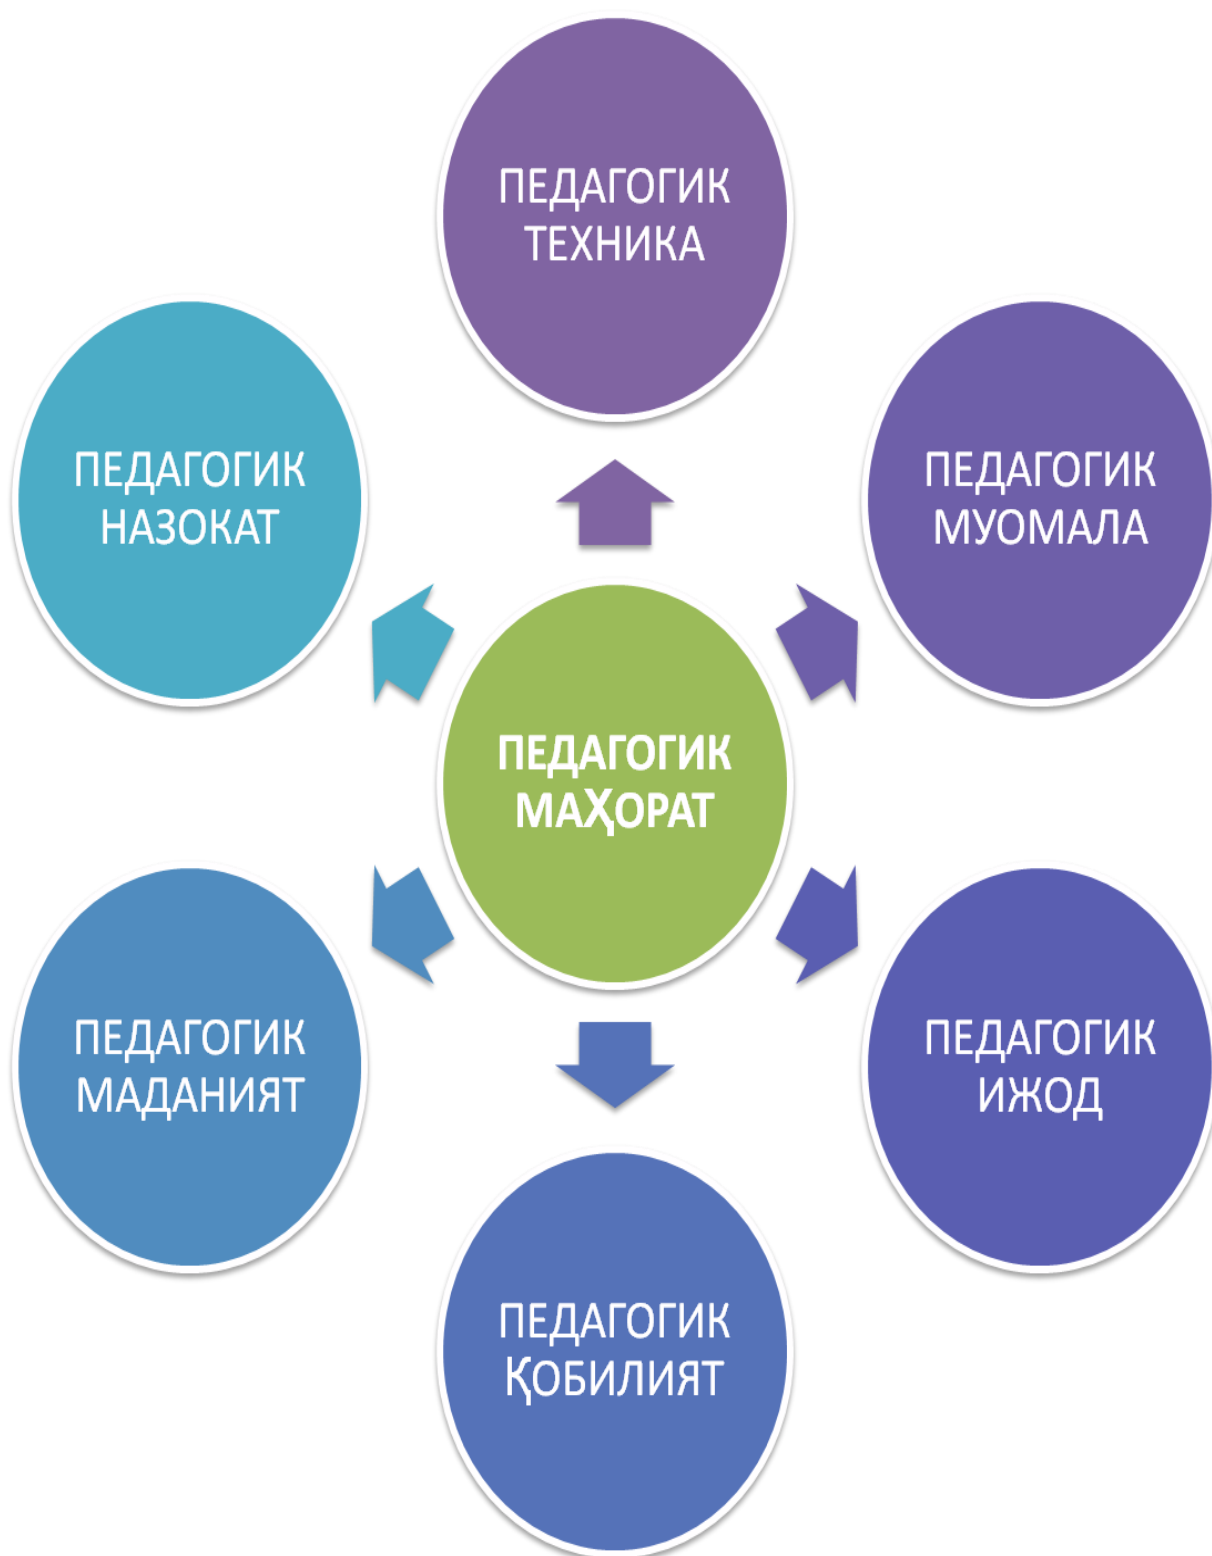 ПЕДАГОГИК
ТЕХНИКА
ПЕДАГОГИК
НАЗОКАТ
ПЕДАГОГИК
МУОМАЛА
ПЕДАГОГИК
МАҲОРАТ
ПЕДАГОГИК
МАДАНИЯТ
ПЕДАГОГИК
ИЖОД
ПЕДАГОГИК
ҚОБИЛИЯТ